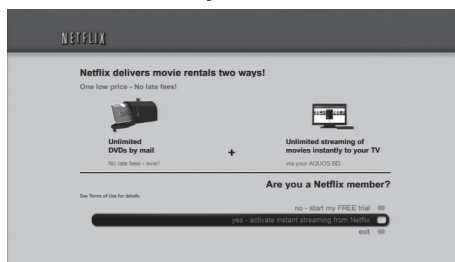 NETFLIX
Netflix delivers movie rentals two ways!
One low price - No late fees!
Unlimited
DVDs by mail
No late fees - ever!
+
Unlimited streaming of
movies instantly to your TV
via your AQUOS BD.
Are you a Netflix member?
See Terms of Use for details
no - start my FREE trial
yes - activate instant streaming from Netflix
exit